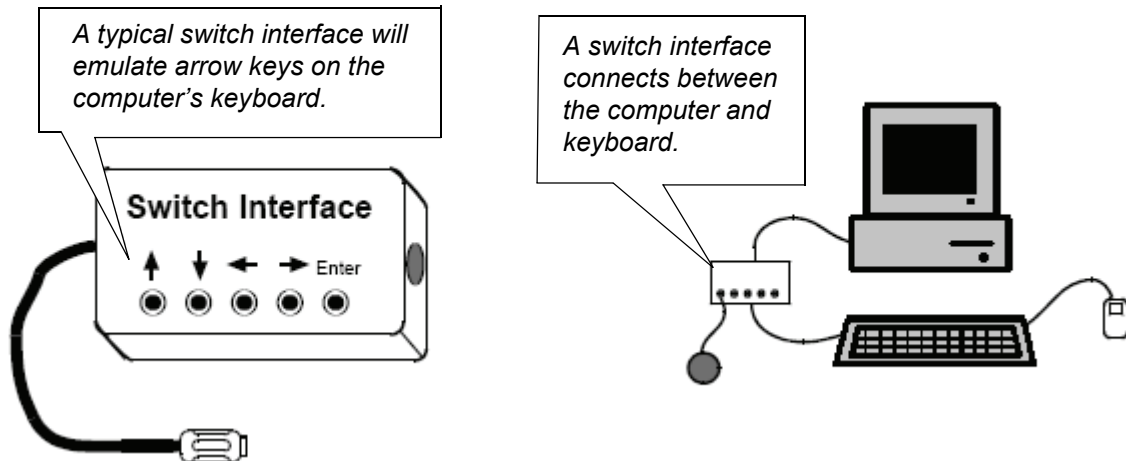 A typical switch interface will
emulate arrow keys on the
computer’s keyboard.
A switch interface
connects between
the computer and
keyboard.
Switch Interface
Enter